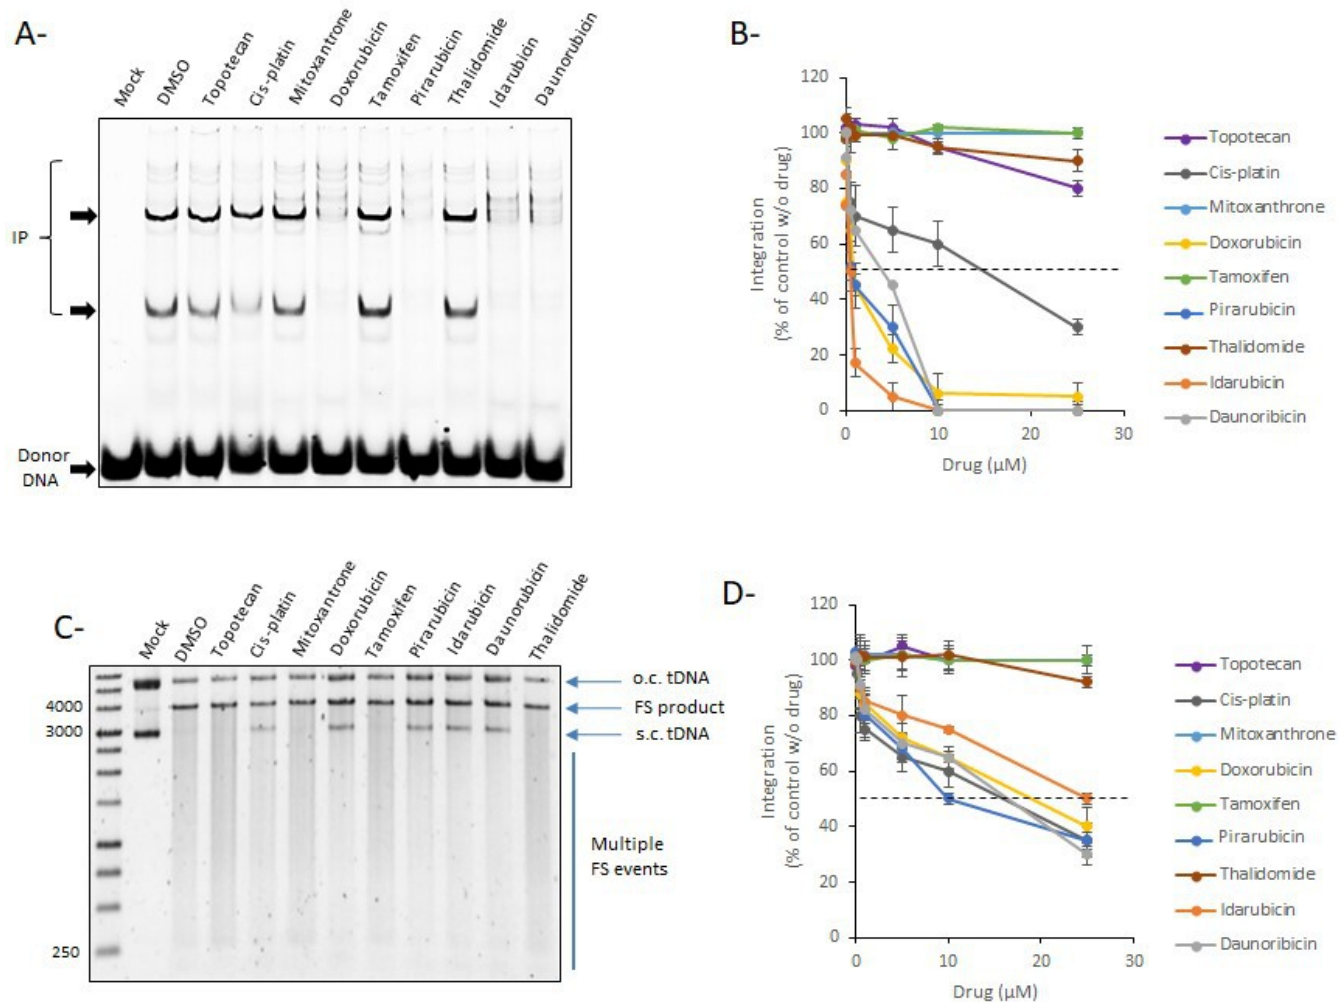 A-
Mock
DMSO
Topotecan
Cis-platin
Mitoxantrone
Doxorubicin
Tamoxifen
Pirarubicin
Thalidomide
Idarubicin
Daunorubicin
IP
Donor
DNA
B-
120
100
80
60
40
20
0
0
10
20
30
Integration
(% of control w/o drug)
Drug (µM)
Topotecan
Cis-platin
Mitoxanthrone
Doxorubicin
Tamoxifen
Pirarubicin
Thalidomide
Idarubicin
Daunoribicin
C-
Mock
DMSO
Topotecan
Cis-platin
Mitoxantrone
Doxorubicin
Tamoxifen
Pirarubicin
Idarubicin
Daunorubicin
Thalidomide
4000
3000
250
o.c. tDNA
FS product
s.c. tDNA
Multiple
FS events
D-
120
100
80
60
40
20
0
0
10
20
30
Integration
(% of control w/o drug)
Drug (µM)
Topotecan
Cis-platin
Mitoxanthrone
Doxorubicin
Tamoxifen
Pirarubicin
Thalidomide
Idarubicin
Daunoribicin